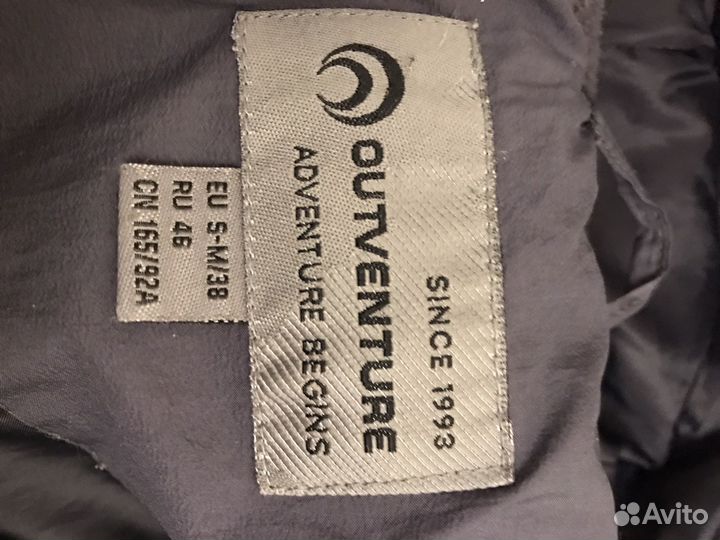 SINCE 1993
OUTVENTURE
ADVENTURE BEGINS
EU S-M/38
RU 46
CN 165/92A
Avito